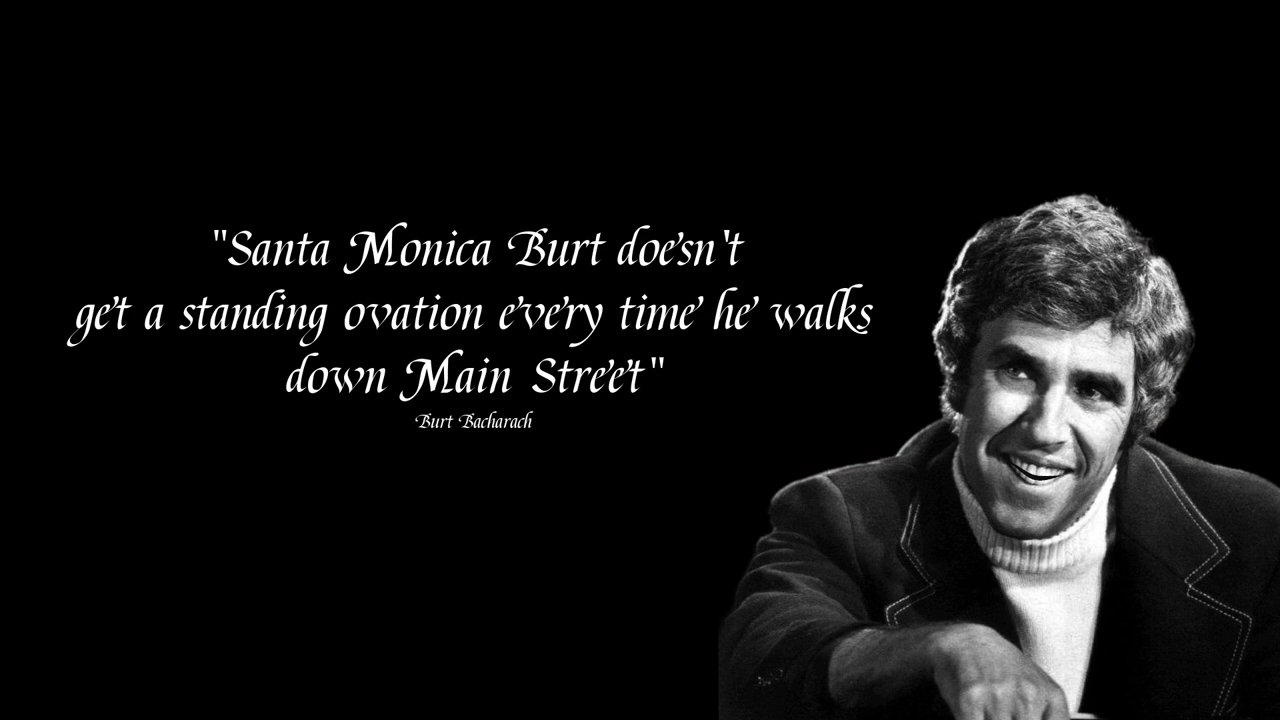 "Santa Monica Burt doesn't
get a standing ovation every time he walks
down Main Street"
Burt Bacharach